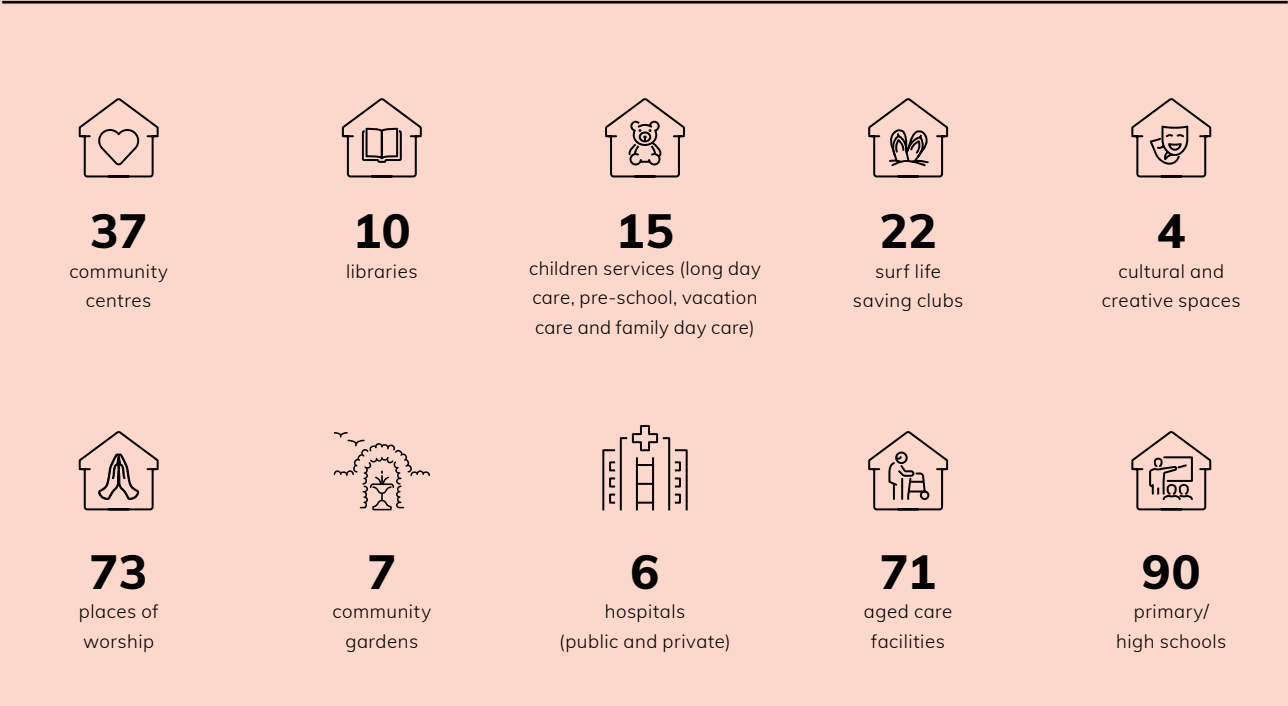 37
community
centres
10
libraries
15
children services (long day
care, pre-school, vacation
care and family day care)
22
surf life
saving clubs
4
cultural and
creative spaces
73
places of
worship
7
community
gardens
6
hospitals
(public and private)
71
aged care
facilities
90
primary/
high schools